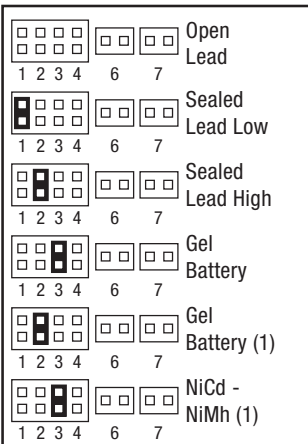 Open
Lead
1 2 3 4 6 7
Sealed
Lead Low
1 2 3 4 6 7
Sealed
Lead High
1 2 3 4 6 7
Gel
Battery
1 2 3 4 6 7
Gel
Battery (1)
1 2 3 4 6 7
NiCd -
NiMh (1)
1 2 3 4 6 7